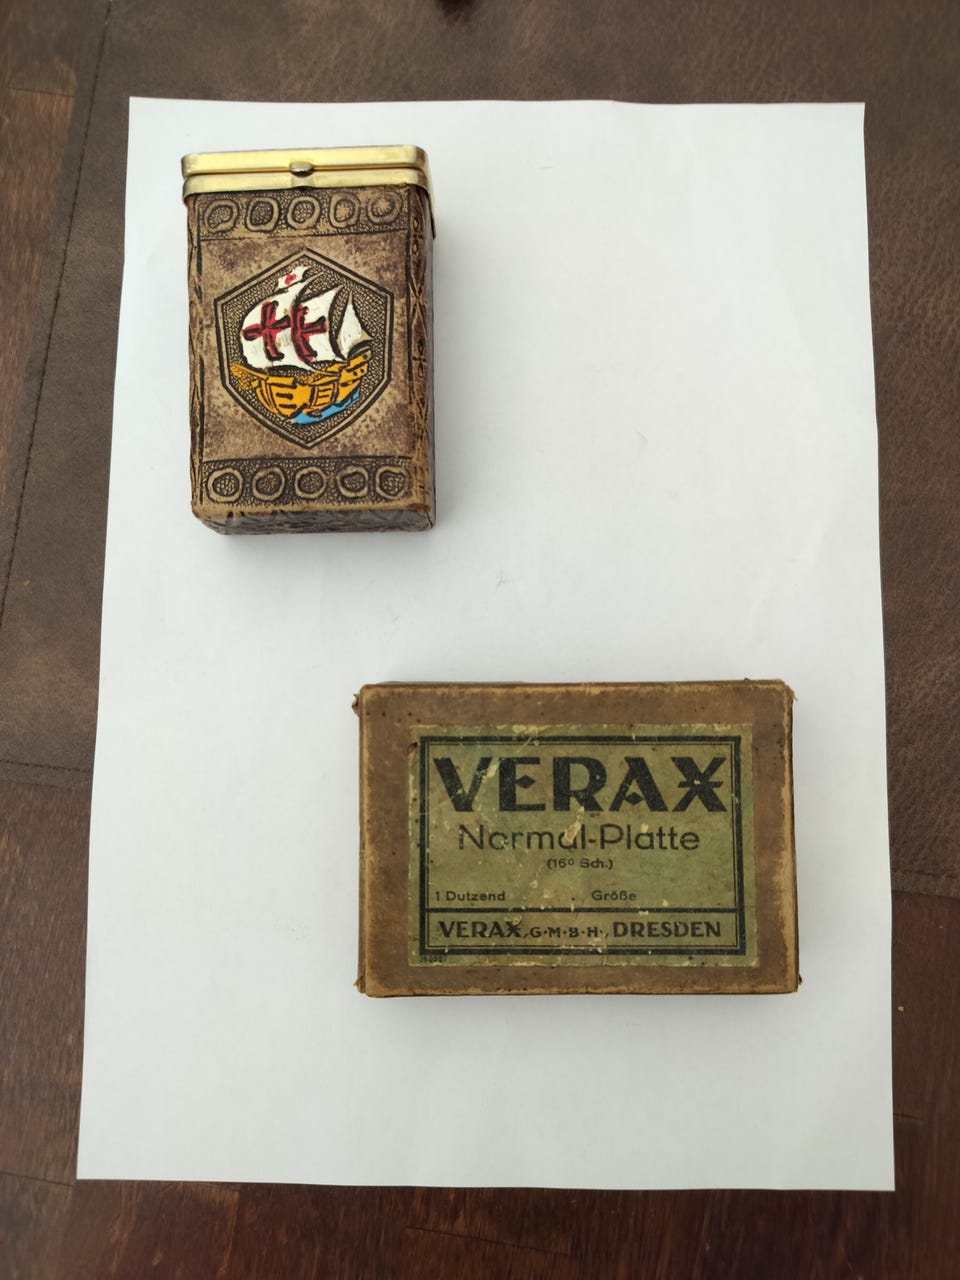 VERAX
Normal-Platte
(16° Sch.)
1 Dutzend Größe
VERAX, G·M·B·H·, DRESDEN